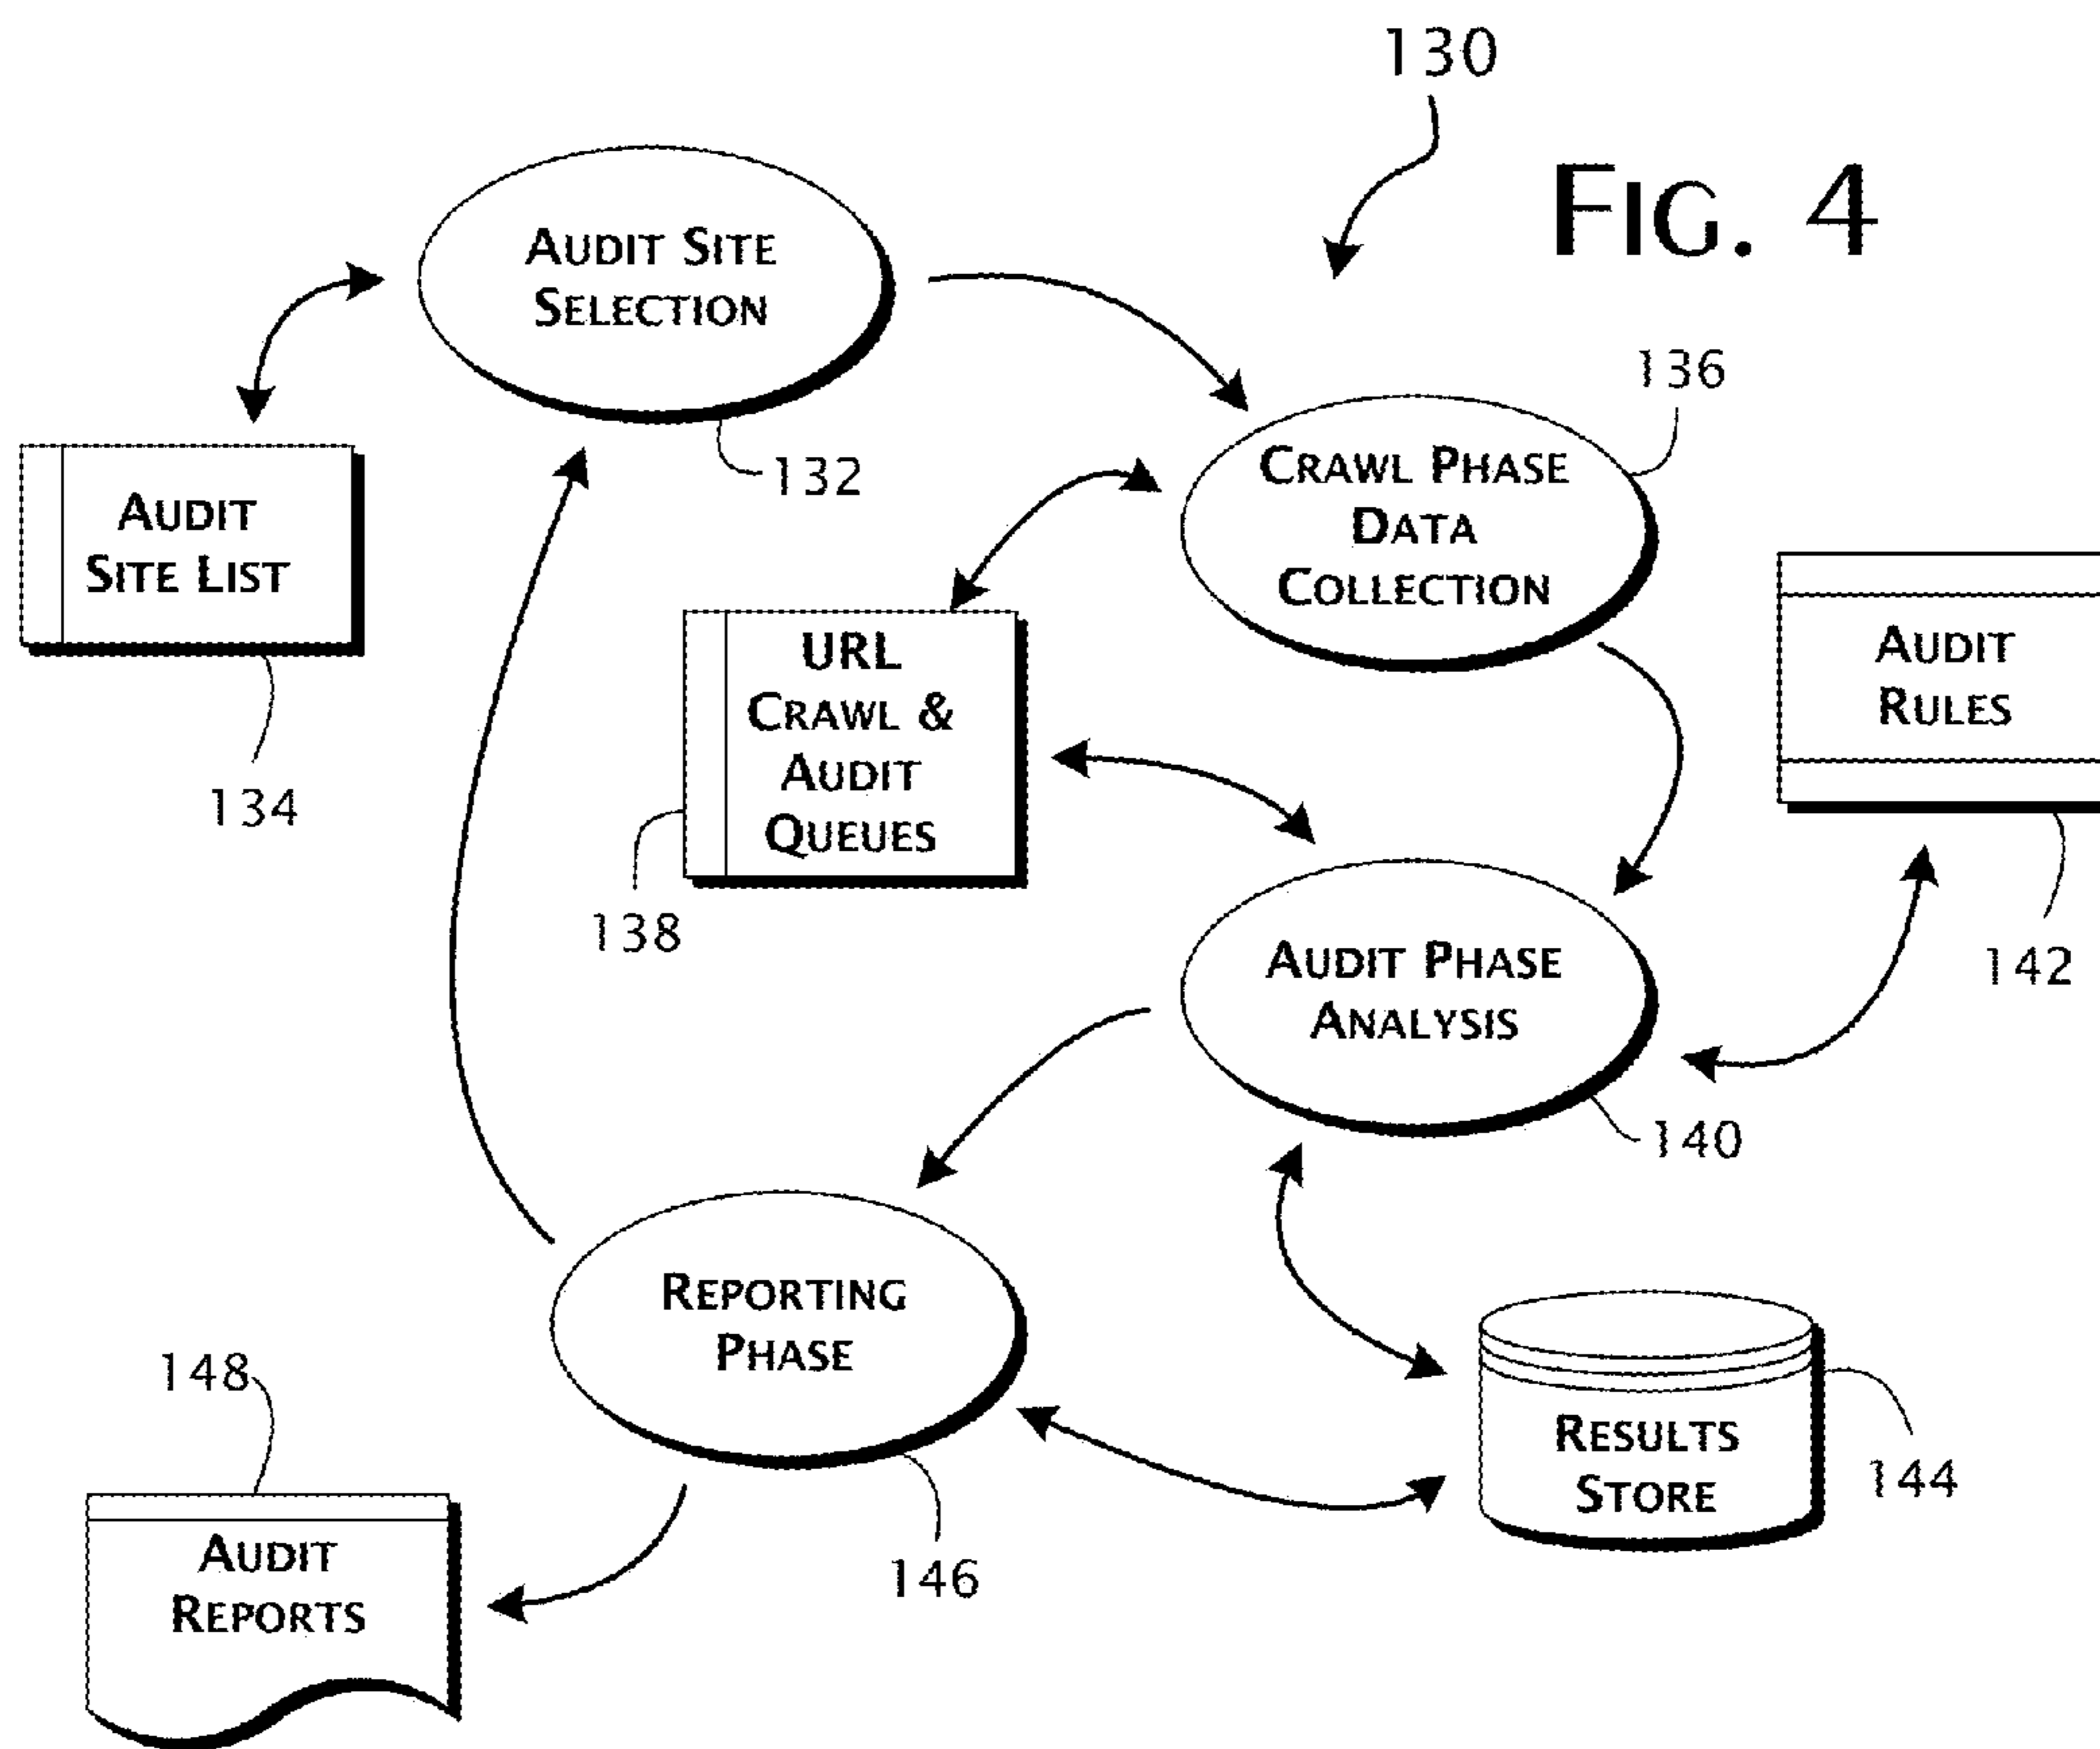 130
FIG. 4
AUDIT SITE
SELECTION
132
136
CRAWL PHASE
DATA
COLLECTION
AUDIT
SITE LIST
134
URL
CRAWL &
AUDIT
QUEUES
138
AUDIT
RULES
142
AUDIT PHASE
ANALYSIS
140
REPORTING
PHASE
146
148
AUDIT
REPORTS
RESULTS
STORE
144